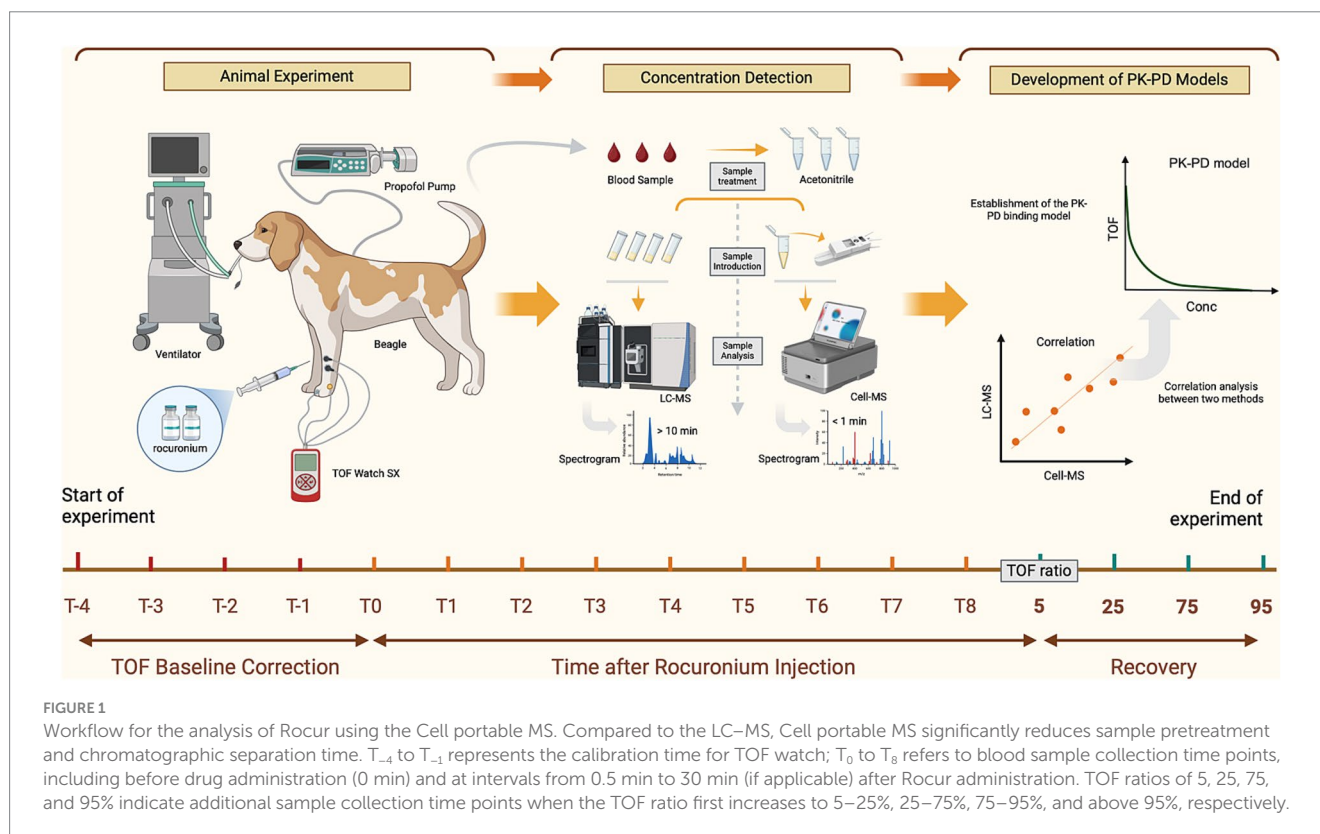 Animal Experiment
Concentration Detection
Development of PK-PD Models
Propofol Pump
Ventilator
Beagle
rocuronium
TOF Watch SX
Blood Sample
Sample
treatment
Acetonitrile
Sample
Introduction
Sample
Analysis
LC-MS
Cell-MS
Spectrogram
> 10 min
Retention time
Spectrogram
< 1 min
Intensity
M/Z
PK-PD model
Establishment of the PK-
PD binding model
TOF
Conc
Correlation
LC-MS
Cell-MS
Correlation analysis
between two methods
Start of
experiment
End of
experiment
TOF ratio
T-4
T-3
T-2
T-1
T0
T1
T2
T3
T4
T5
T6
T7
T8
5
25
75
95
TOF Baseline Correction
Time after Rocuronium Injection
Recovery
FIGURE 1
Workflow for the analysis of Rocur using the Cell portable MS. Compared to the LC–MS, Cell portable MS significantly reduces sample pretreatment
and chromatographic separation time. T₋₄ to T₋₁ represents the calibration time for TOF watch; T₀ to T₈ refers to blood sample collection time points,
including before drug administration (0 min) and at intervals from 0.5 min to 30 min (if applicable) after Rocur administration. TOF ratios of 5, 25, 75,
and 95% indicate additional sample collection time points when the TOF ratio first increases to 5–25%, 25–75%, 75–95%, and above 95%, respectively.